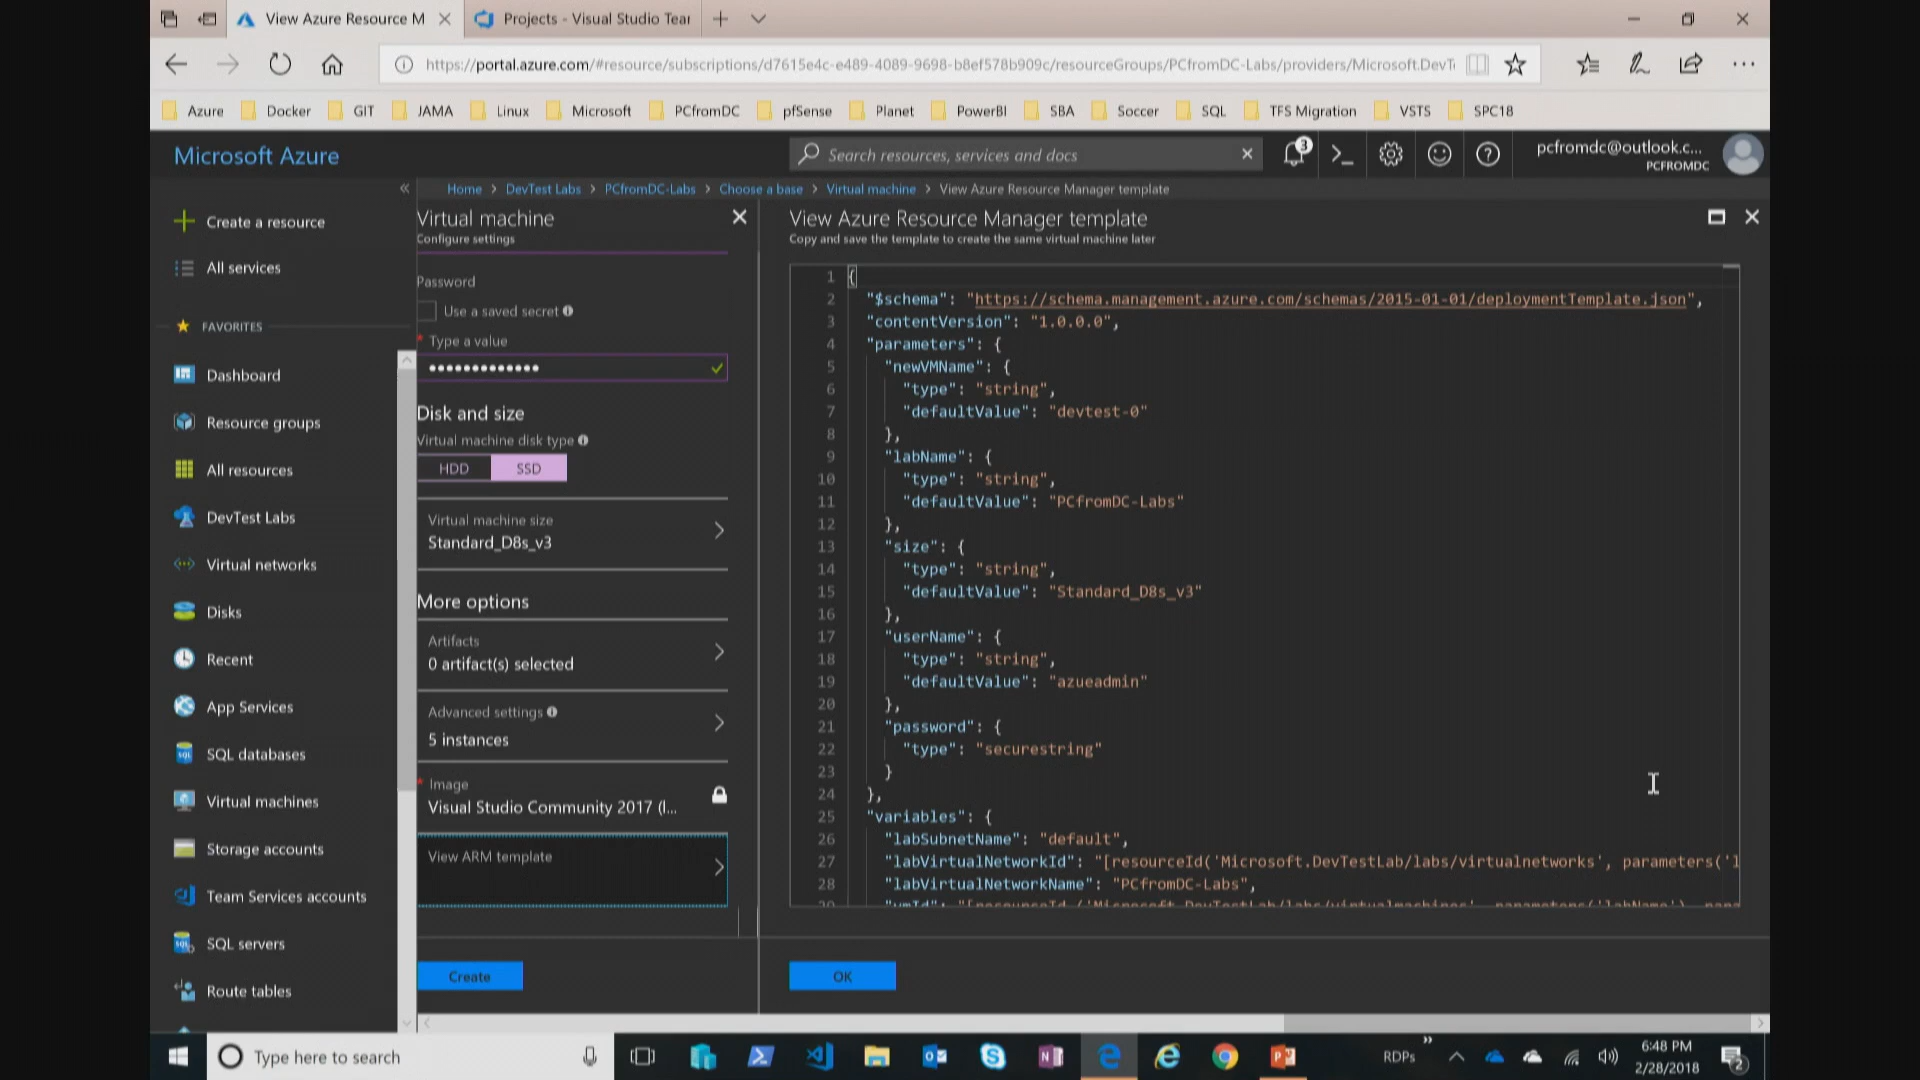 View Azure Resource M
Projects - Visual Studio Tear
https://portal.azure.com/#resource/subscriptions/d7615e4c-e489-4089-9698-b8ef578b909c/resourceGroups/PCfromDC-Labs/providers/Microsoft.DevT
Azure Docker GIT JAMA Linux Microsoft PCfromDC pfSense Planet PowerBI SBA Soccer SQL TFS Migration VSTS SPC18
Microsoft Azure
Search resources, services and docs
3
pcfromdc@outlook.c...
PCFROMDC
Home > DevTest Labs > PCfromDC-Labs > Choose a base > Virtual machine > View Azure Resource Manager template
Create a resource
All services
FAVORITES
Dashboard
Resource groups
All resources
DevTest Labs
Virtual networks
Disks
Recent
App Services
SQL databases
Virtual machines
Storage accounts
Team Services accounts
SQL servers
Route tables
Virtual machine
Configure settings
Password
Use a saved secret
* Type a value
•••••••••••••
Disk and size
Virtual machine disk type
HDD SSD
Virtual machine size
Standard_D8s_v3
More options
Artifacts
0 artifact(s) selected
Advanced settings
5 instances
* Image
Visual Studio Community 2017 (l...
View ARM template
Create
View Azure Resource Manager template
Copy and save the template to create the same virtual machine later
1 {
2 "$schema": "https://schema.management.azure.com/schemas/2015-01-01/deploymentTemplate.json",
3 "contentVersion": "1.0.0.0",
4 "parameters": {
5 "newVMName": {
6 "type": "string",
7 "defaultValue": "devtest-0"
8 },
9 "labName": {
10 "type": "string",
11 "defaultValue": "PCfromDC-Labs"
12 },
13 "size": {
14 "type": "string",
15 "defaultValue": "Standard_D8s_v3"
16 },
17 "userName": {
18 "type": "string",
19 "defaultValue": "azueadmin"
20 },
21 "password": {
22 "type": "securestring"
23 }
24 },
25 "variables": {
26 "labSubnetName": "default",
27 "labVirtualNetworkId": "[resourceId('Microsoft.DevTestLab/labs/virtualnetworks', parameters('l
28 "labVirtualNetworkName": "PCfromDC-Labs",
OK
Type here to search
RDPs
6:48 PM
2/28/2018
2